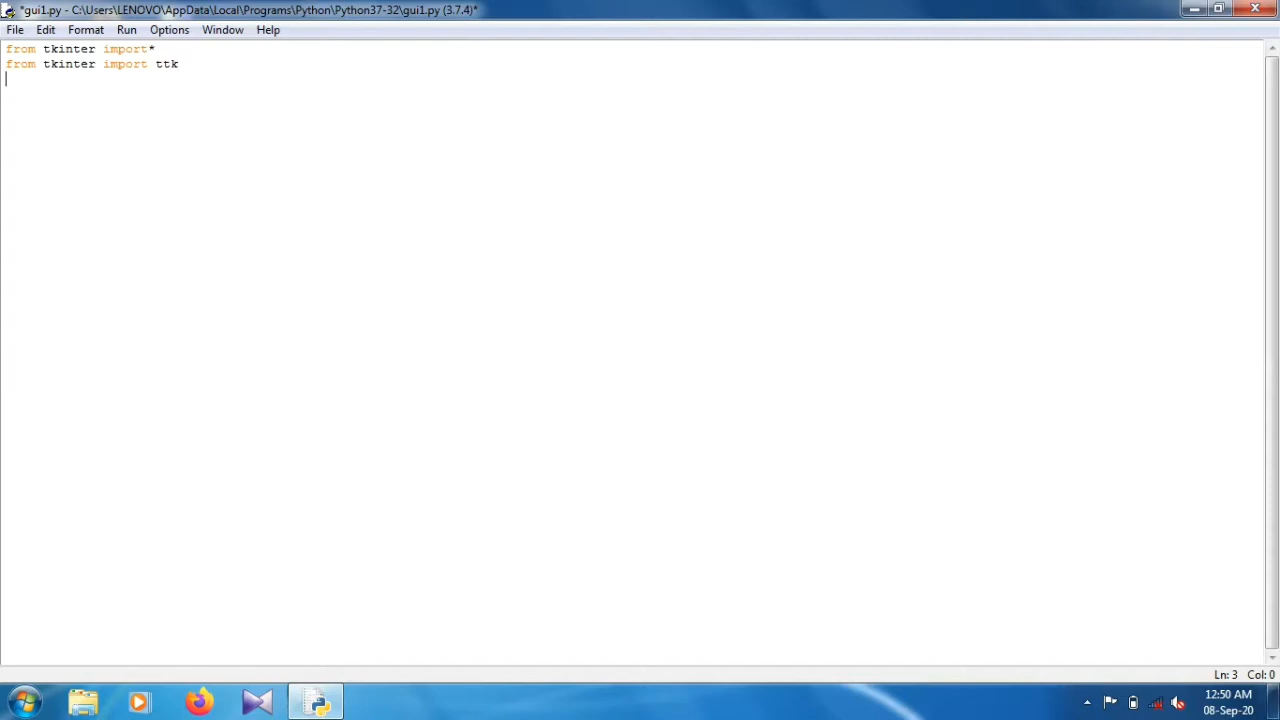 *gui1.py - C:\Users\LENOVO\AppData\Local\Programs\Python\Python37-32\gui1.py (3.7.4)*
File Edit Format Run Options Window Help
from tkinter import*
from tkinter import ttk
Ln: 3 Col: 0
12:50 AM
08-Sep-20